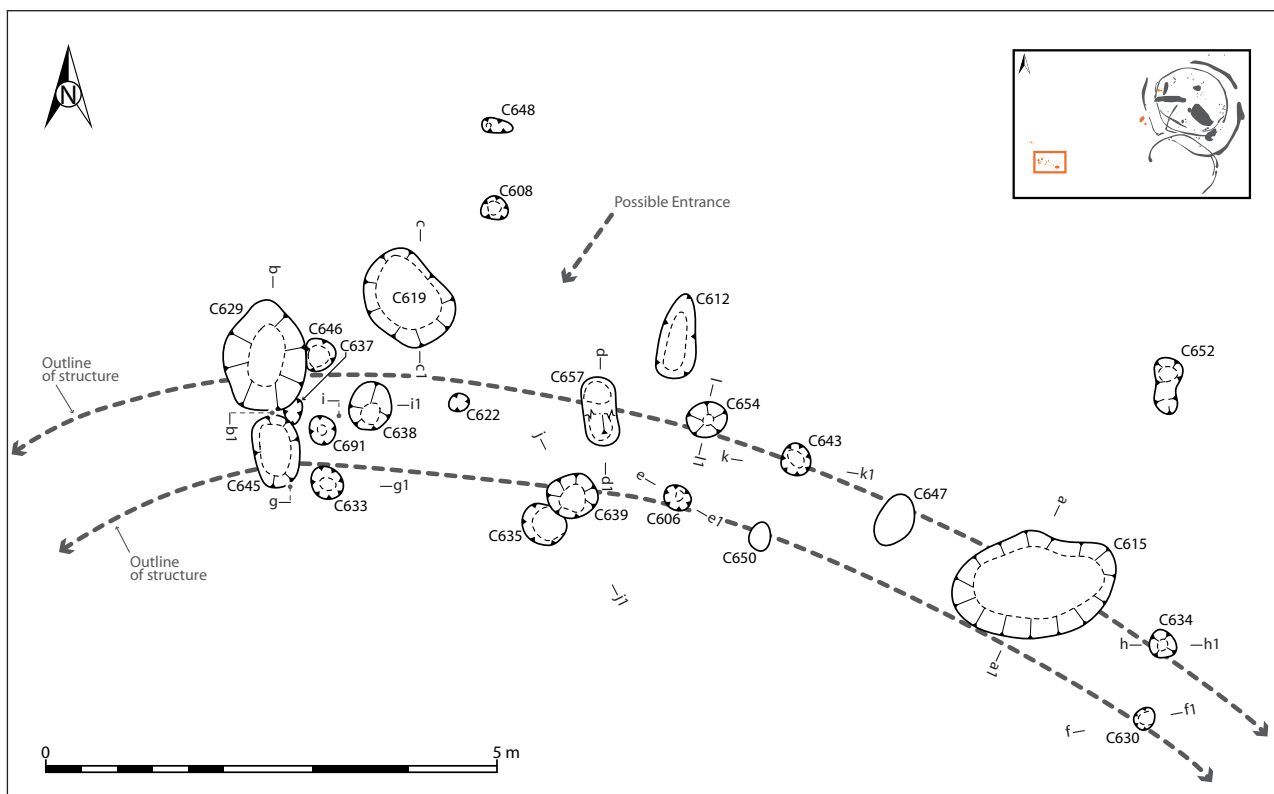 N
C648
C608
Possible Entrance
c
b
C629
C619
C612
C646
C637
c1
C652
Outline
of structure
d
C657
l
C654
i
i1
C622
b1
C638
C691
j
C643
l1
k
k1
C645
g
g1
C633
d1
e
C647
a
C639
C606
e1
C635
C650
C615
Outline
of structure
j1
C634
h
h1
a1
f1
f
C630
0
5 m